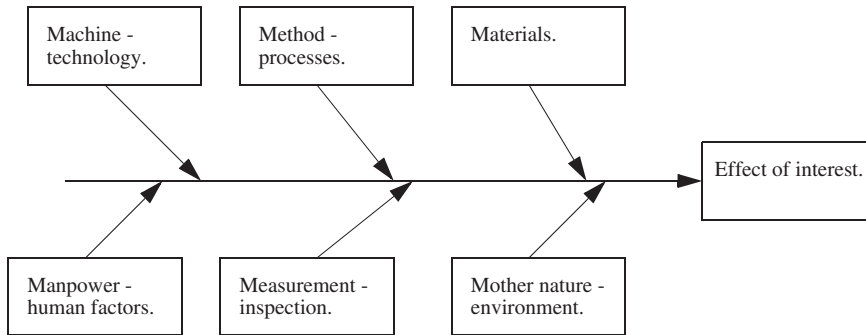 Machine -
technology.
Method -
processes.
Materials.
Effect of interest.
Manpower -
human factors.
Measurement -
inspection.
Mother nature -
environment.